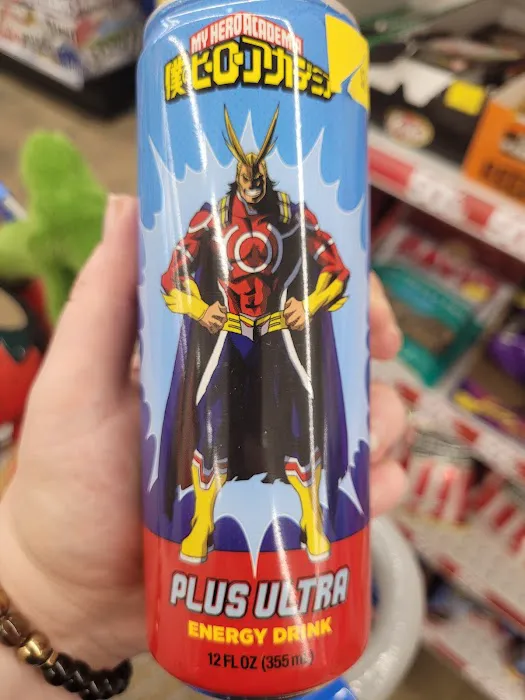 MY HERO ACADEMIA
僕のヒーローアカデミア
PLUS ULTRA
ENERGY DRINK
12 FL OZ (355 ml)